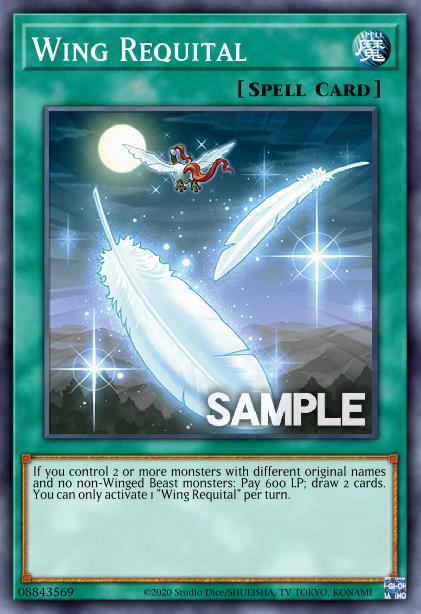 WING REQUITAL
SPELL
魔
[SPELL CARD]
SAMPLE
If you control 2 or more monsters with different original names
and no non-Winged Beast monsters: Pay 600 LP; draw 2 cards.
You can only activate 1 "Wing Requital" per turn.
08843569
©2020 Studio Dice/SHUEISHA, TV TOKYO, KONAMI